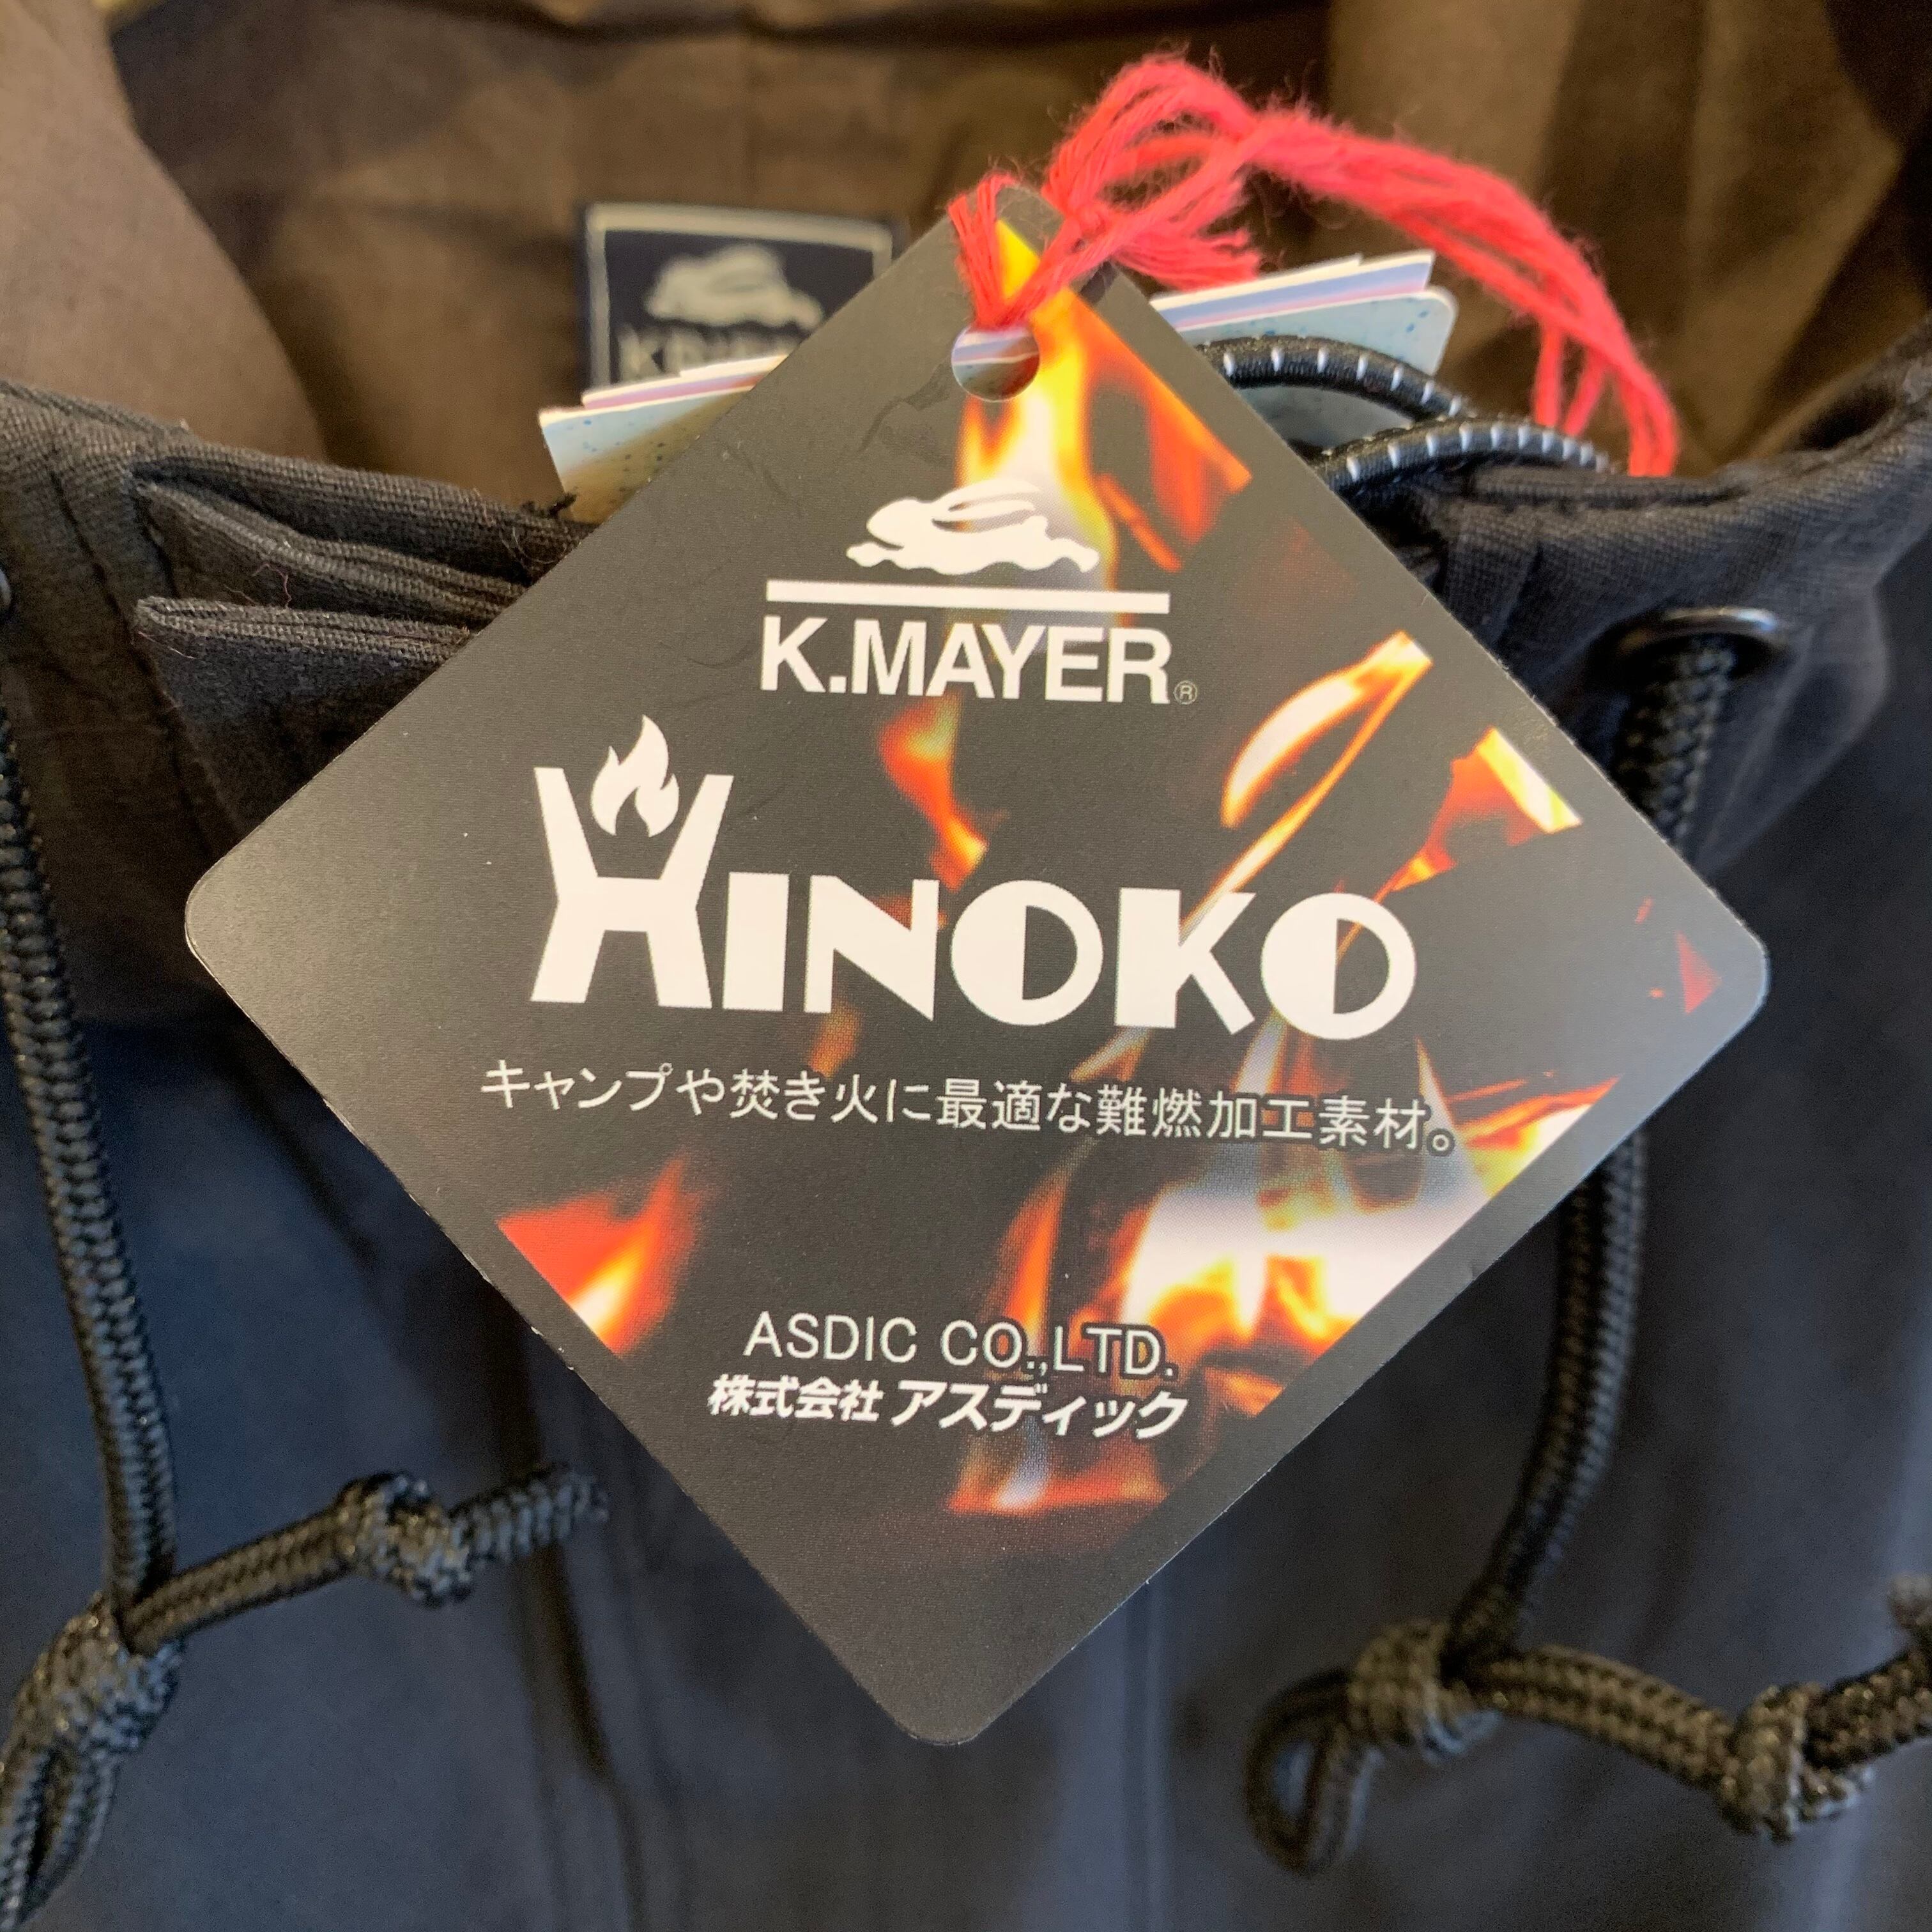 K.MAYER®
HINOKO
キャンプや焚き火に最適な難燃加工素材。
ASDIC CO.,LTD.
株式会社 アスディック